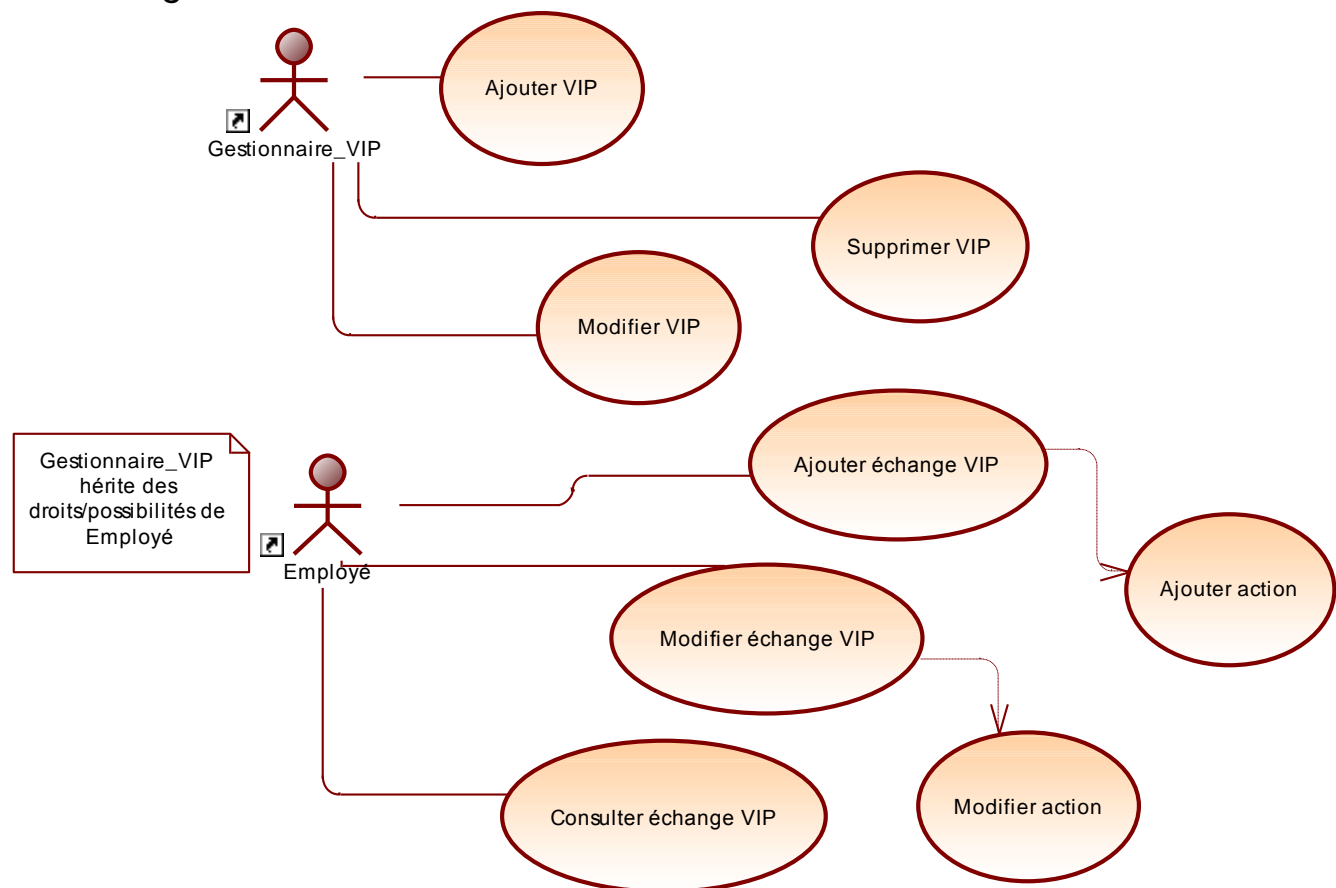 Ajouter VIP
Gestionnaire_VIP
Supprimer VIP
Modifier VIP
Gestionnaire_VIP
hérite des
droits/possibilités de
Employé
Ajouter échange VIP
Employé
Ajouter action
Modifier échange VIP
Modifier action
Consulter échange VIP